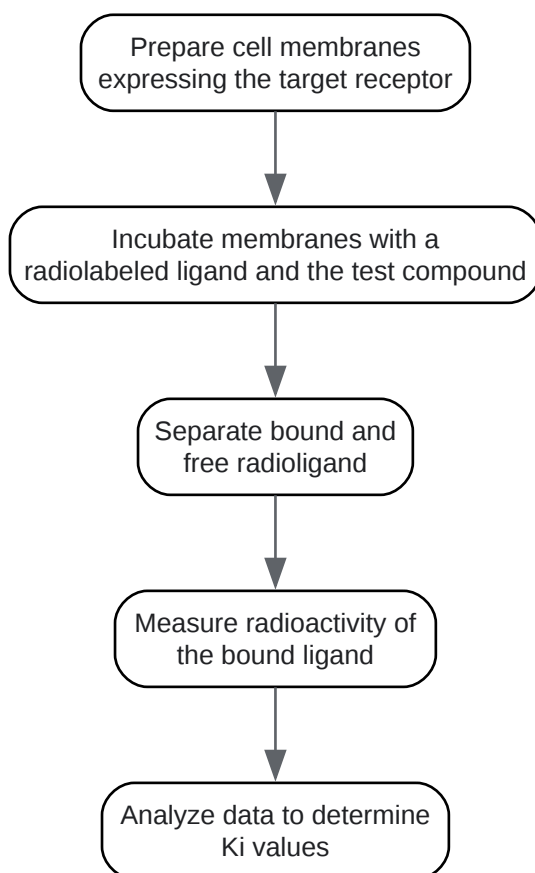 Prepare cell membranes
expressing the target receptor
Incubate membranes with a
radiolabeled ligand and the test compound
Separate bound and
free radioligand
Measure radioactivity of
the bound ligand
Analyze data to determine
Ki values